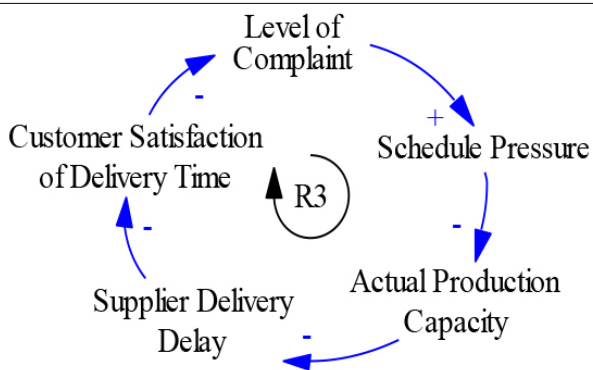 Level of
Complaint
-
+
Customer Satisfaction
of Delivery Time
Schedule Pressure
R3
-
-
Supplier Delivery
Delay
Actual Production
Capacity
-